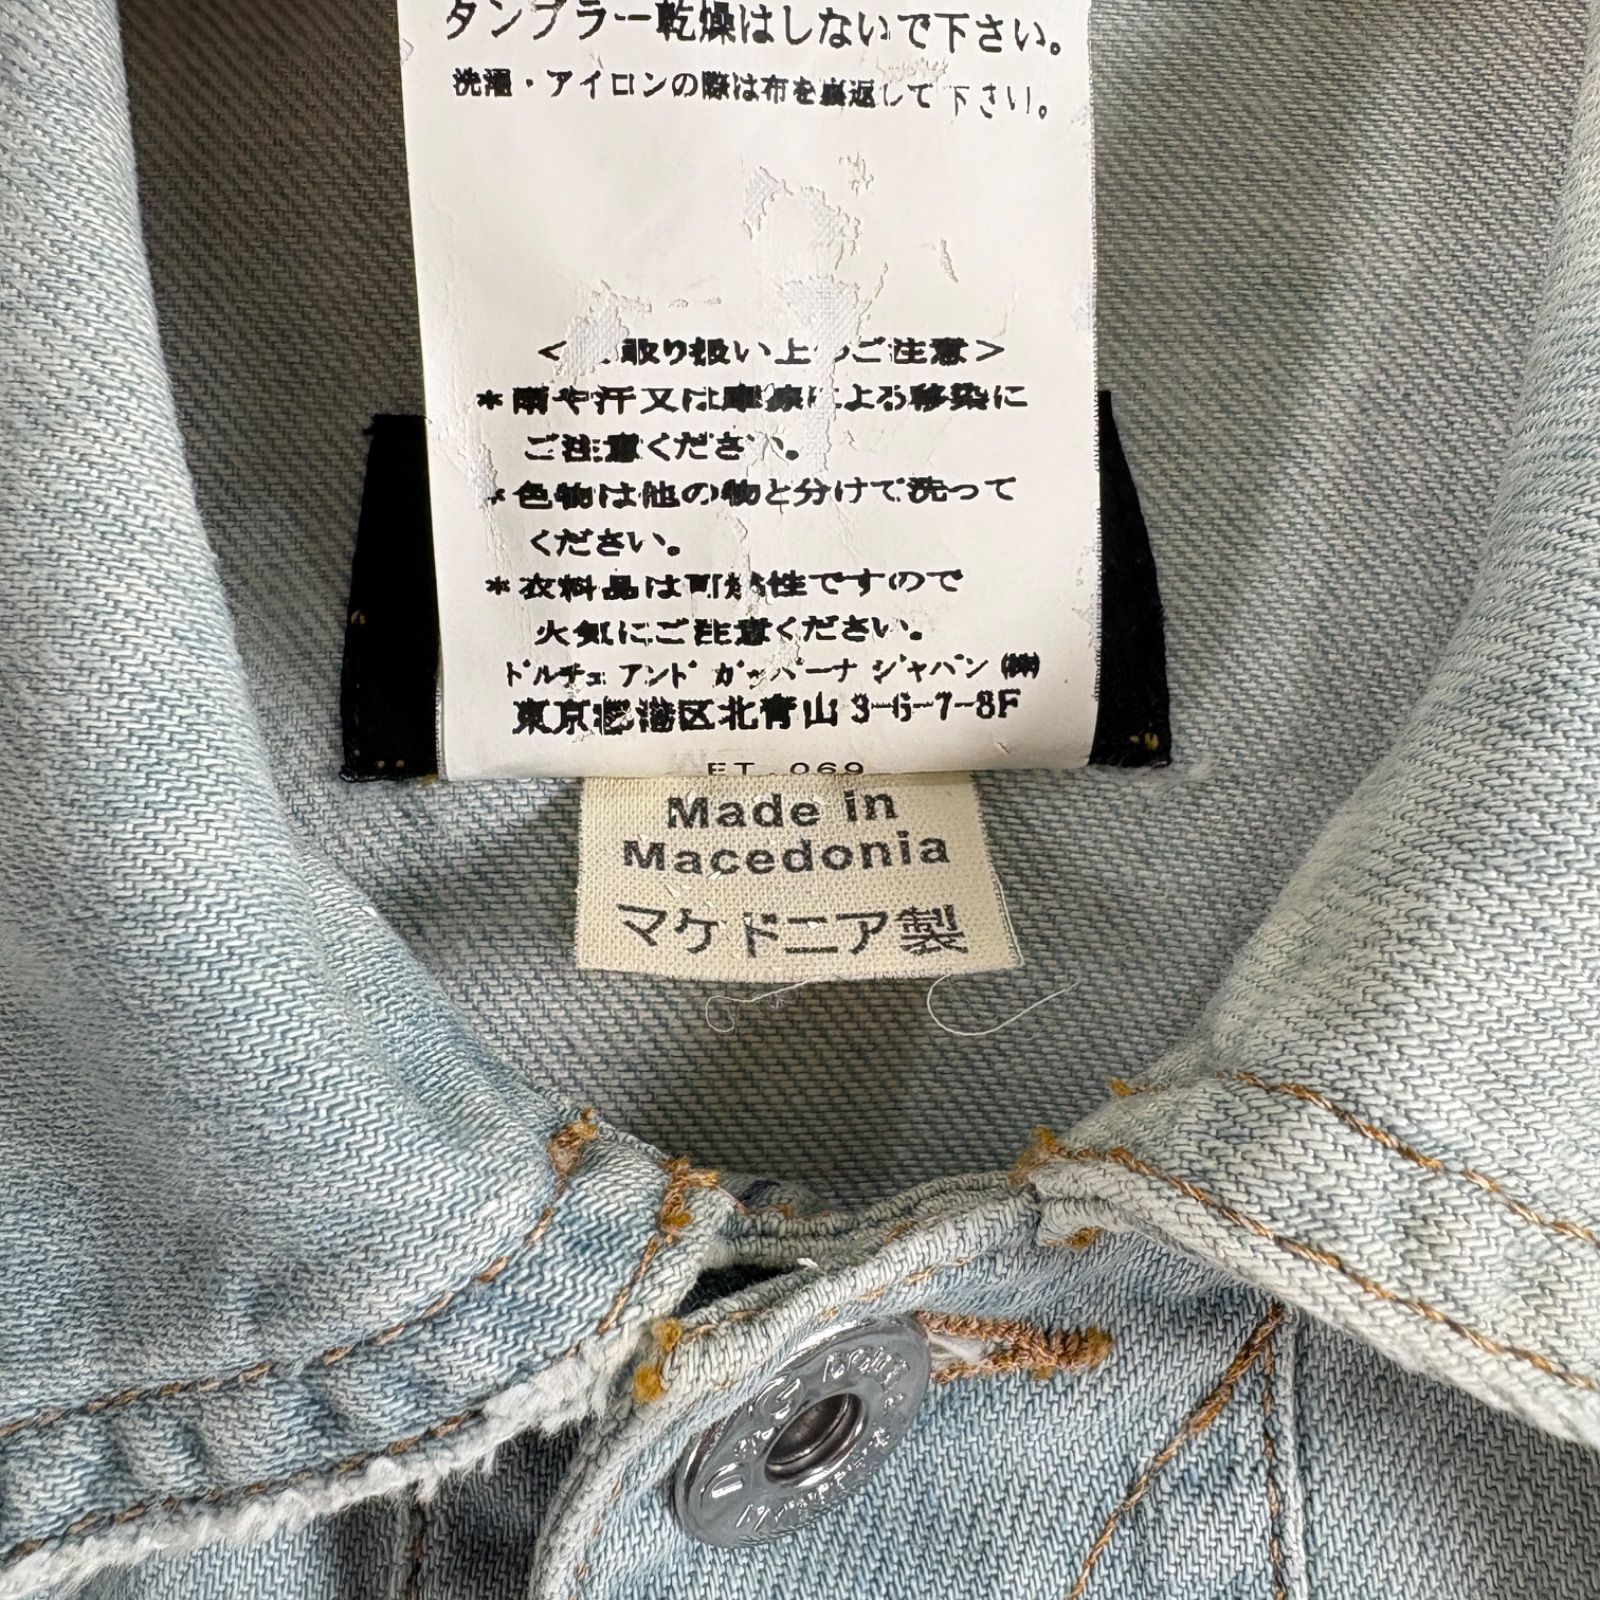 タンブラー乾燥はしないで下さい。
洗濯・アイロンの際は布を裏返して下さい。
< 取り扱い上のご注意>
*雨や汗又は摩擦による移染に
ご注意ください。
*色物は他の物と分けて洗って
ください。
*衣料品は可燃性ですので
火気にご注意ください。
ドルチェ アンド ガッバーナ ジャパン㈱
東京都港区北青山3-6-7-8F
ET 069
Made in
Macedonia
マケドニア製